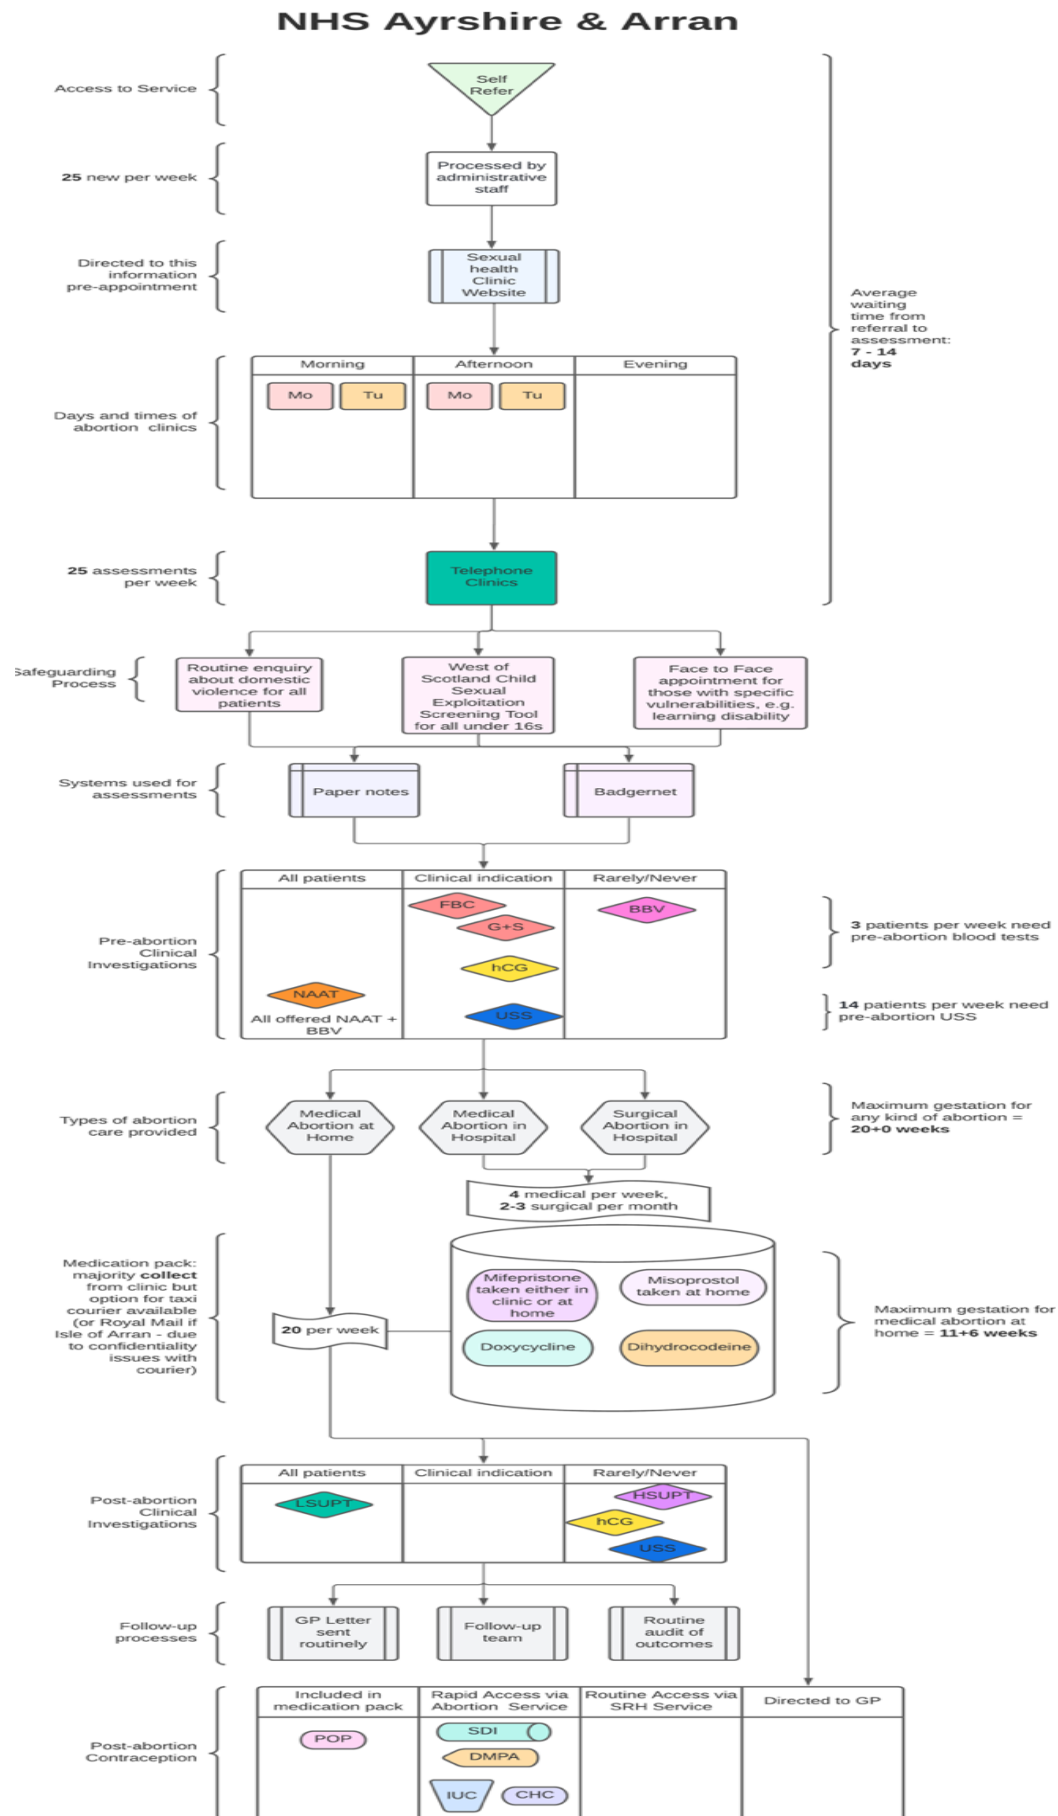 NHS Ayrshire & Arran
Access to Service
Self
Refer
25 new per week
Processed by
administrative
staff
Directed to this
information
pre-appointment
Sexual
health
Clinic
Website
Average
waiting
time from
referral to
assessment:
7 - 14
days
Days and times of
abortion clinics
Morning
Afternoon
Evening
Mo
Tu
Mo
Tu
25 assessments
per week
Telephone
Clinics
Safeguarding
Process
Routine enquiry
about domestic
violence for all
patients
West of
Scotland Child
Sexual
Exploitation
Screening Tool
for all under 16s
Face to Face
appointment for
those with specific
vulnerabilities, e.g.
learning disability
Systems used for
assessments
Paper notes
Badgernet
Pre-abortion
Clinical
Investigations
All patients
Clinical indication
Rarely/Never
FBC
G+S
hCG
USS
BBV
NAAT
All offered NAAT +
BBV
3 patients per week need
pre-abortion blood tests
14 patients per week need
pre-abortion USS
Types of abortion
care provided
Medical
Abortion at
Home
Medical
Abortion in
Hospital
Surgical
Abortion in
Hospital
Maximum gestation for
any kind of abortion =
20+0 weeks
4 medical per week,
2-3 surgical per month
Medication pack:
majority collect
from clinic but
option for taxi
courier available
(or Royal Mail if
Isle of Arran - due
to confidentiality
issues with
courier)
20 per week
Mifepristone
taken either in
clinic or at
home
Misoprostol
taken at home
Doxycycline
Dihydrocodeine
Maximum gestation for
medical abortion at
home = 11+6 weeks
Post-abortion
Clinical
Investigations
All patients
Clinical indication
Rarely/Never
LSUPT
HSUPT
hCG
USS
Follow-up
processes
GP Letter
sent
routinely
Follow-up
team
Routine
audit of
outcomes
Post-abortion
Contraception
Included in
medication pack
Rapid Access via
Abortion Service
Routine Access via
SRH Service
Directed to GP
POP
SDI
DMPA
IUC
CHC